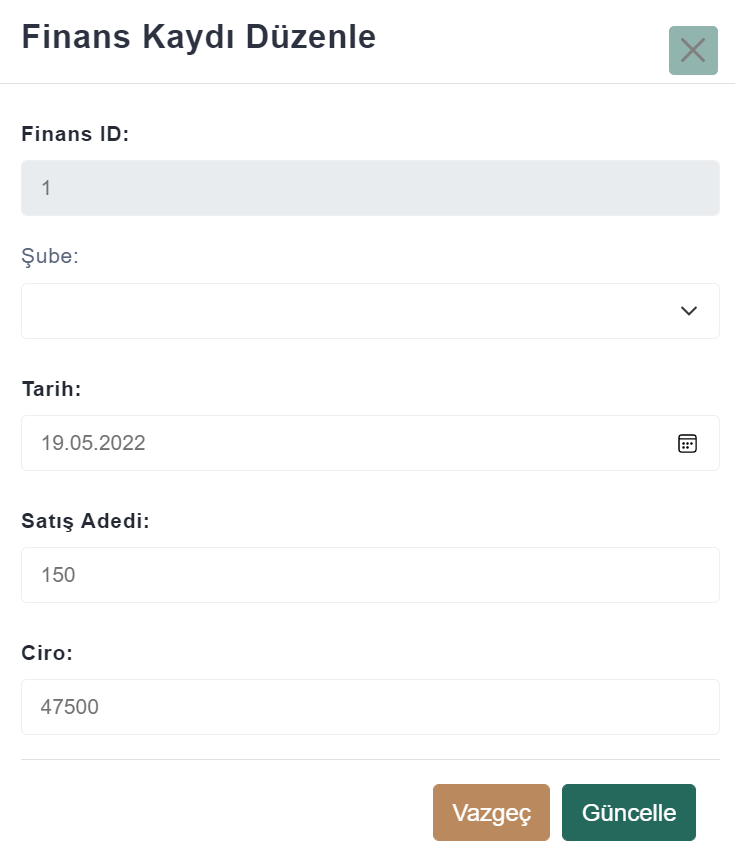 Finans Kaydı Düzenle
Finans ID:
1
Şube:
Tarih:
19.05.2022
Satış Adedi:
150
Ciro:
47500
Vazgeç
Güncelle